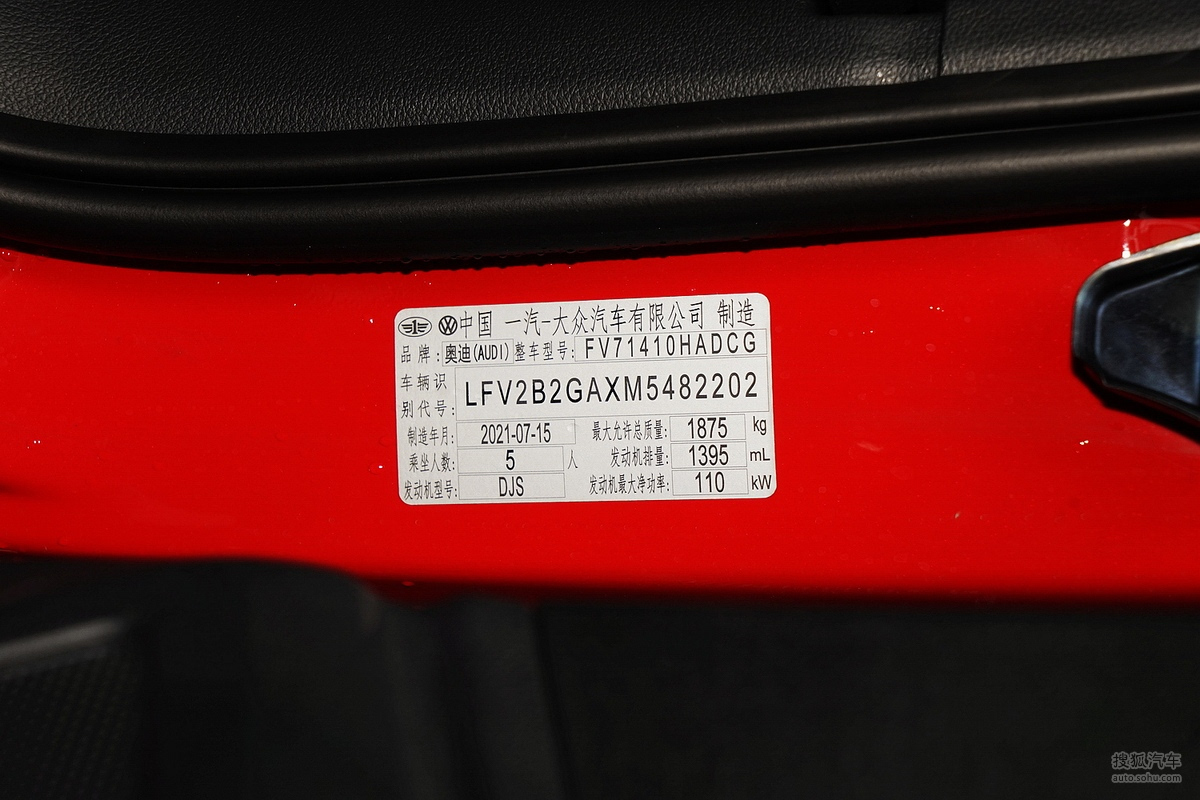 中国 一汽-大众汽车有限公司 制造
品牌: 奥迪(AUDI) 整车型号: FV71410HADCG
车辆识别代号: LFV2B2GAXM5482202
制造年月: 2021-07-15 最大允许总质量: 1875 kg
乘坐人数: 5 人 发动机排量: 1395 mL
发动机型号: DJS 发动机最大净功率: 110 kW
搜狐汽车
auto.sohu.com